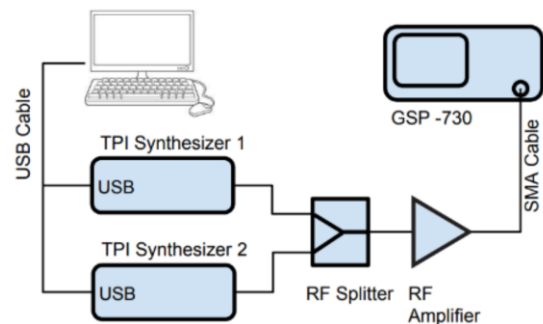 GSP -730
USB Cable
SMA Cable
TPI Synthesizer 1
USB
TPI Synthesizer 2
USB
RF Splitter
RF
Amplifier